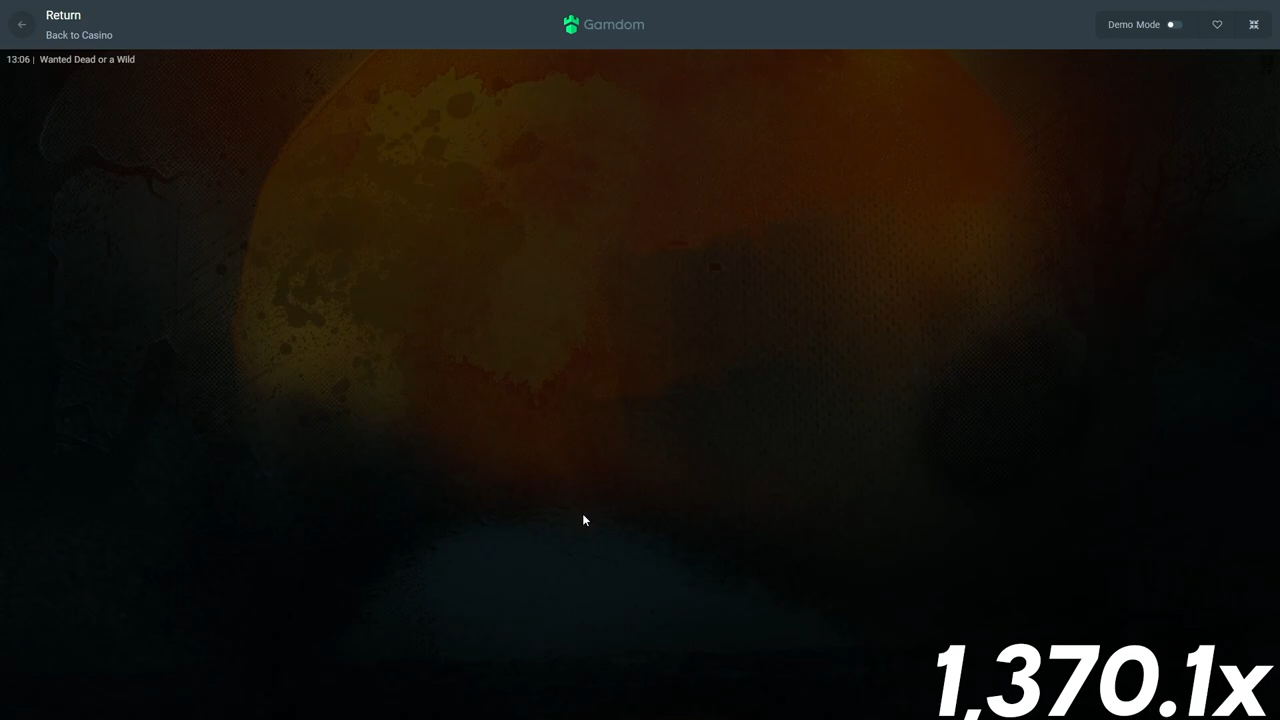 Return
Back to Casino
Gamdom
Demo Mode
13:06 | Wanted Dead or a Wild
1,370.1x